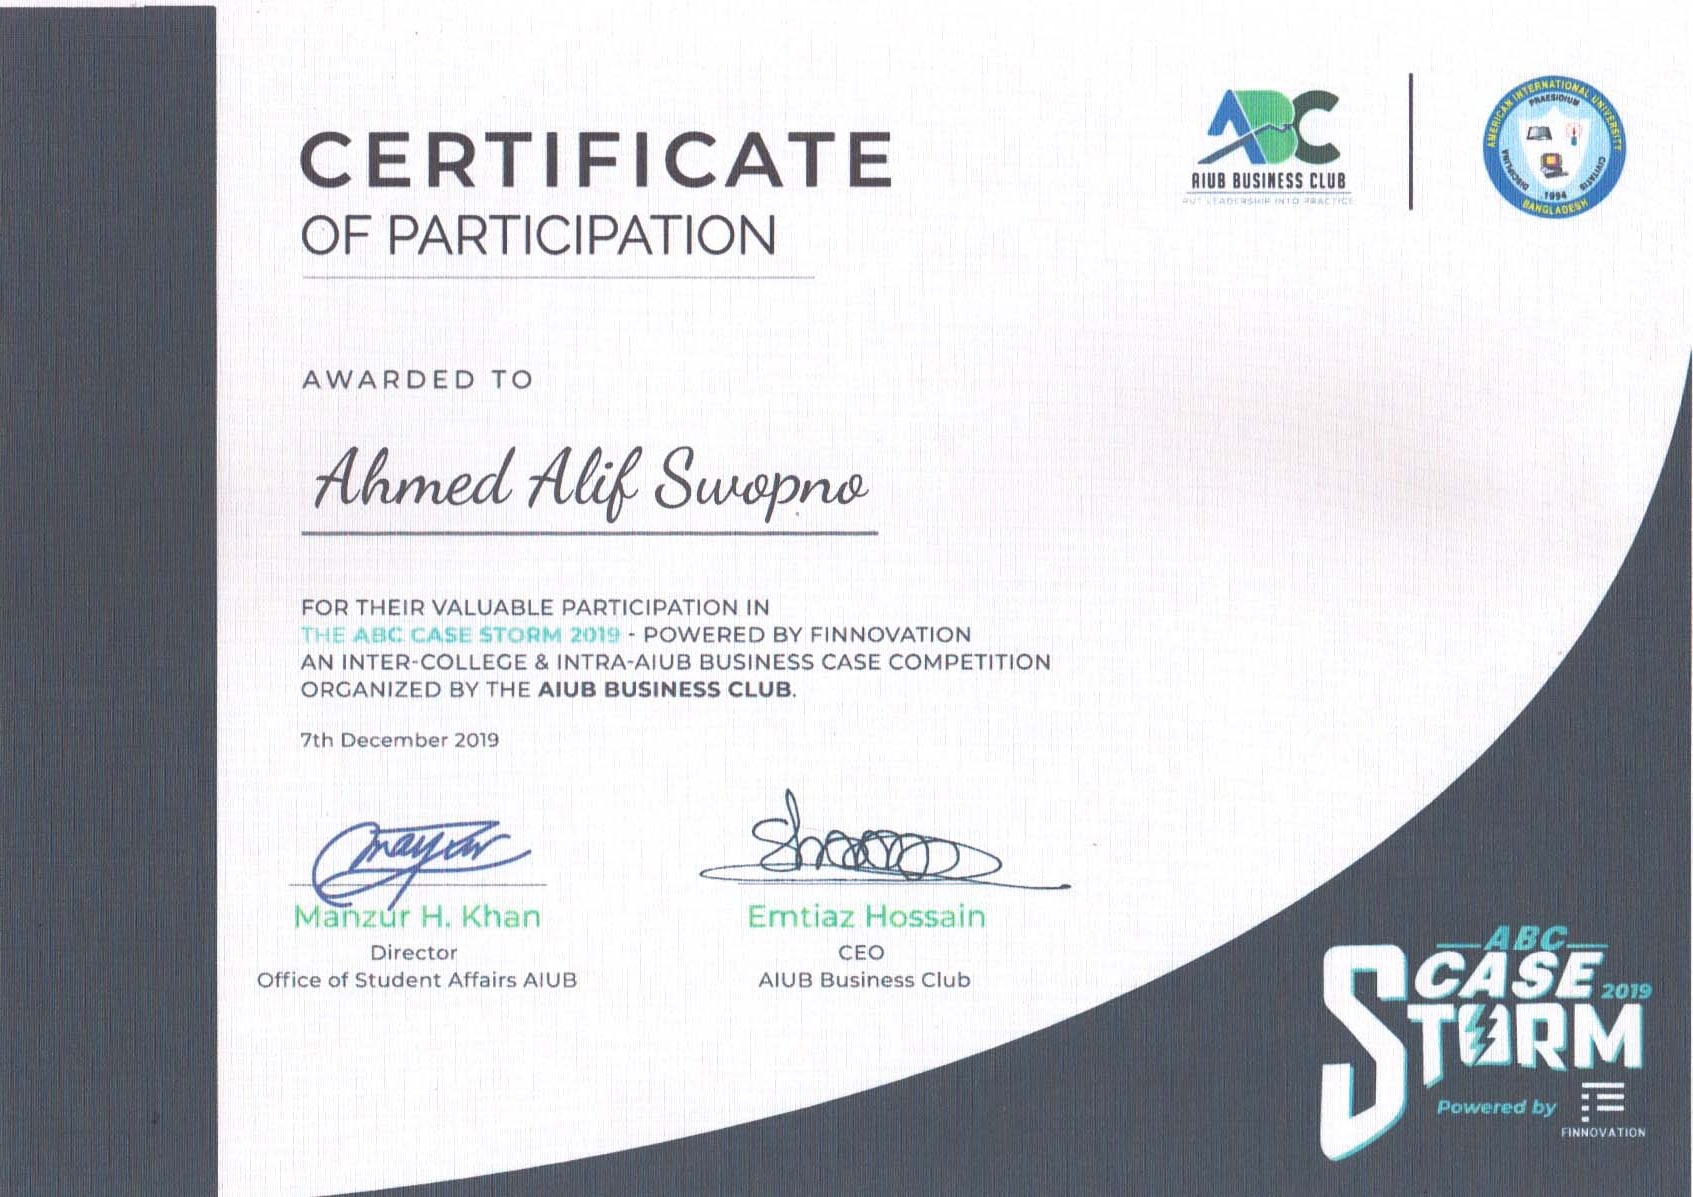 CERTIFICATE
OF PARTICIPATION
ABC
AIUB BUSINESS CLUB
PUT LEADERSHIP INTO PRACTICE
AMERICAN INTERNATIONAL UNIVERSITY
PRAESIDIUM
DISCIPLINA
CIVITATIS
1994
BANGLADESH
AWARDED TO
Ahmed Alif Swopno
FOR THEIR VALUABLE PARTICIPATION IN
THE ABC CASE STORM 2019 - POWERED BY FINNOVATION
AN INTER-COLLEGE & INTRA-AIUB BUSINESS CASE COMPETITION
ORGANIZED BY THE AIUB BUSINESS CLUB.
7th December 2019
Manzur H. Khan
Director
Office of Student Affairs AIUB
Emtiaz Hossain
CEO
AIUB Business Club
ABC
CASE 2019
STORM
Powered by
FINNOVATION